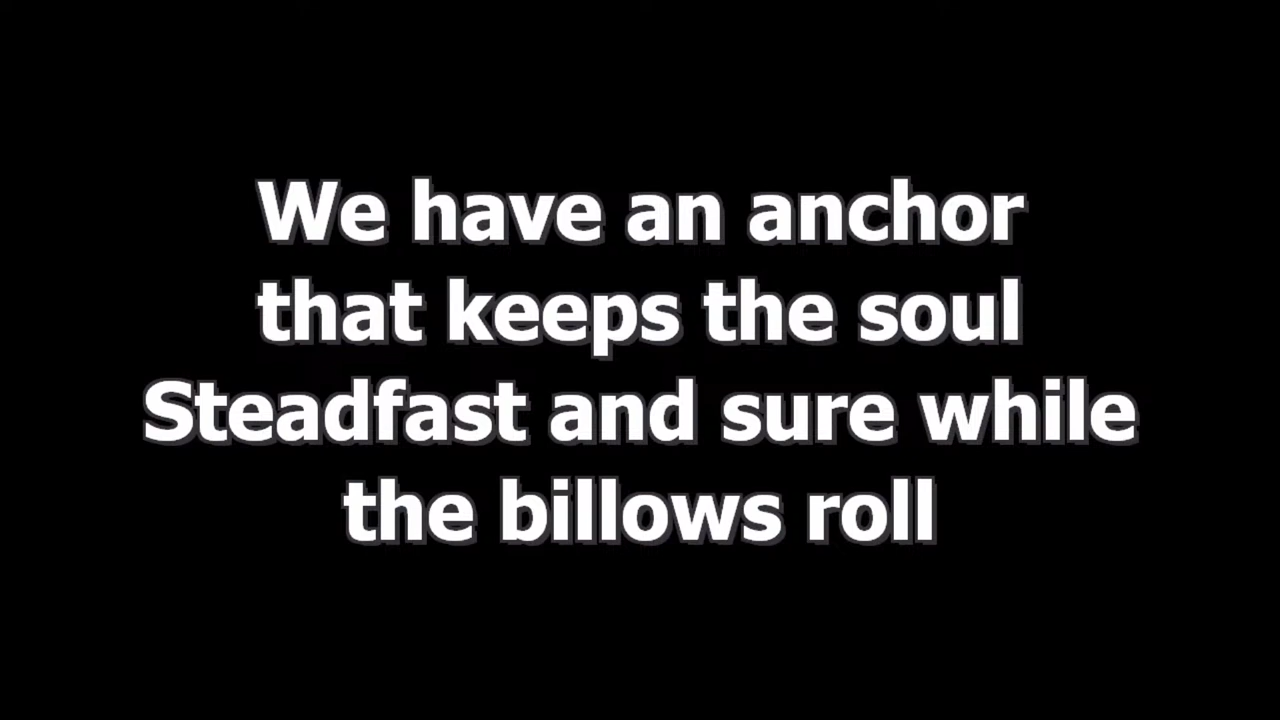 We have an anchor
that keeps the soul
Steadfast and sure while
the billows roll